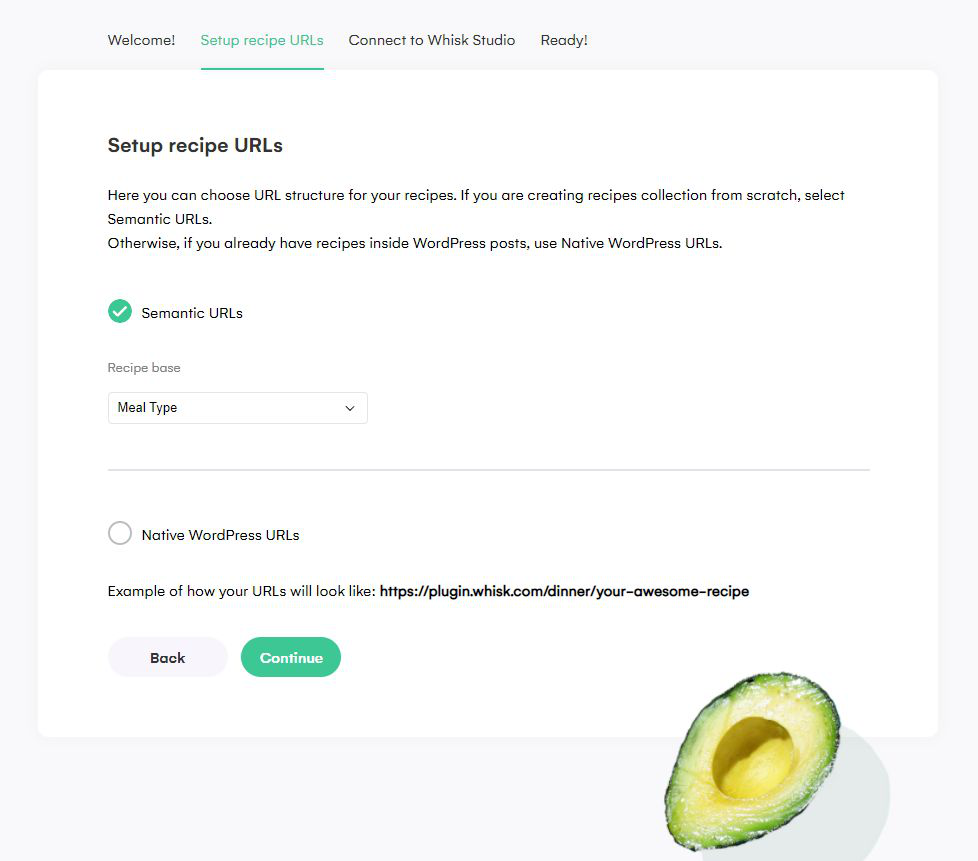 Welcome! Setup recipe URLs Connect to Whisk Studio Ready!
Setup recipe URLs
Here you can choose URL structure for your recipes. If you are creating recipes collection from scratch, select
Semantic URLs.
Otherwise, if you already have recipes inside WordPress posts, use Native WordPress URLs.
Semantic URLs
Recipe base
Meal Type
Native WordPress URLs
Example of how your URLs will look like: https://plugin.whisk.com/dinner/your-awesome-recipe
Back Continue